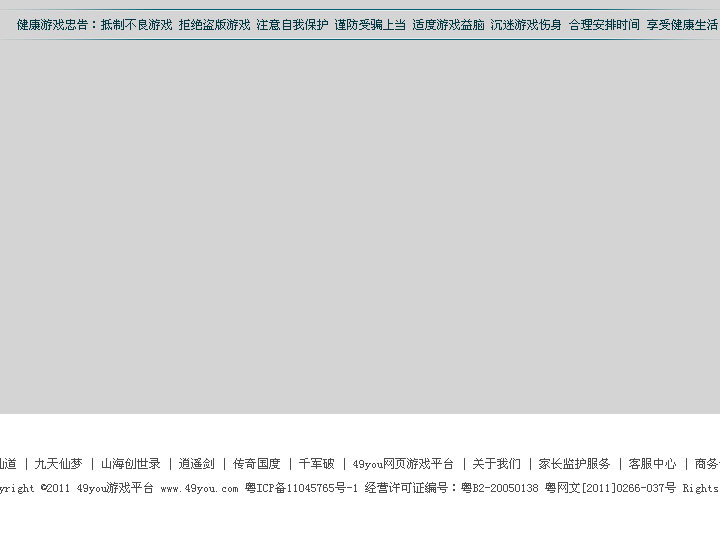 健康游戏忠告：抵制不良游戏 拒绝盗版游戏 注意自我保护 谨防受骗上当 适度游戏益脑 沉迷游戏伤身 合理安排时间 享受健康生活
仙道 | 九天仙梦 | 山海创世录 | 逍遥剑 | 传奇国度 | 千军破 | 49you网页游戏平台 | 关于我们 | 家长监护服务 | 客服中心 | 商务
yright ©2011 49you游戏平台 www.49you.com 粤ICP备11045765号-1 经营许可证编号：粤B2-20050138 粤网文[2011]0266-037号 Rights